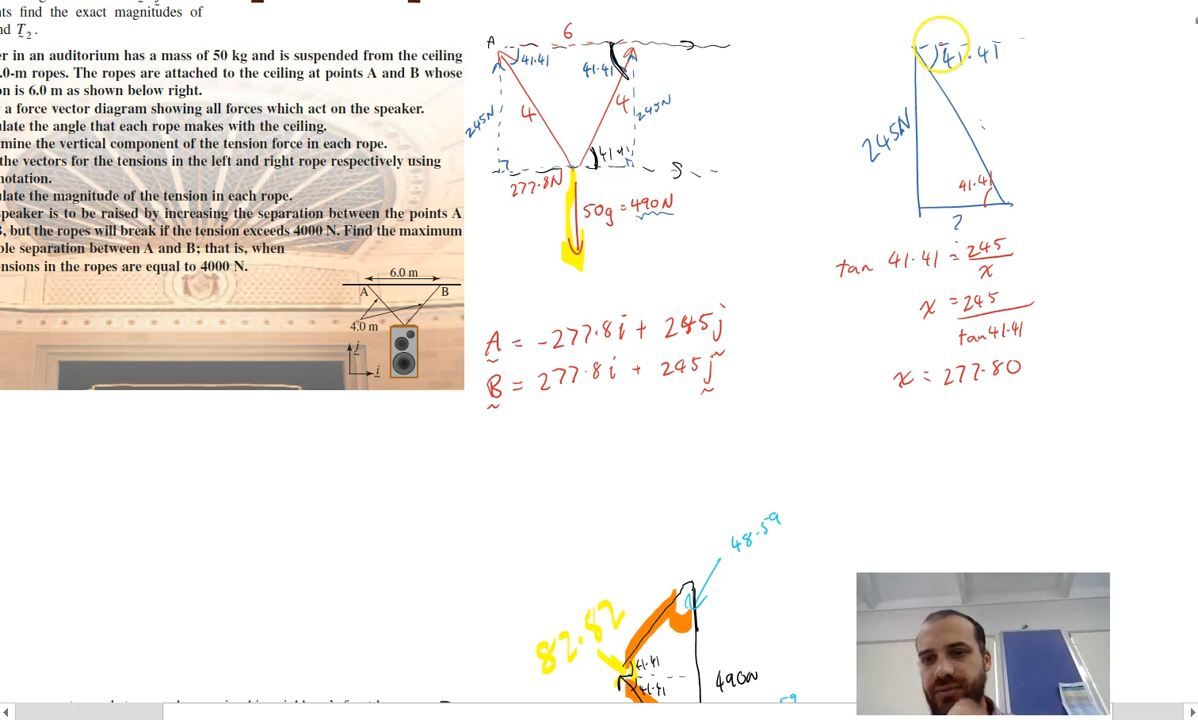 ts find the exact magnitudes of
nd T₂.
er in an auditorium has a mass of 50 kg and is suspended from the ceiling
.0-m ropes. The ropes are attached to the ceiling at points A and B whose
on is 6.0 m as shown below right.
a force vector diagram showing all forces which act on the speaker.
ulate the angle that each rope makes with the ceiling.
rmine the vertical component of the tension force in each rope.
the vectors for the tensions in the left and right rope respectively using
notation.
ulate the magnitude of the tension in each rope.
speaker is to be raised by increasing the separation between the points A
B, but the ropes will break if the tension exceeds 4000 N. Find the maximum
ble separation between A and B; that is, when
ensions in the ropes are equal to 4000 N.
6.0 m
A
B
4.0 m
j
i
A
6
41.41
41.41
245N
4
4
245N
41.41
277.8N
50g = 490N
A = -277.8i + 245j
B = 277.8i + 245j
41.41
245N
41.41
?
tan 41.41 = 245/x
x = 245/tan 41.41
x = 277.80
48.59
82.82
41.41
41.41
490N
59